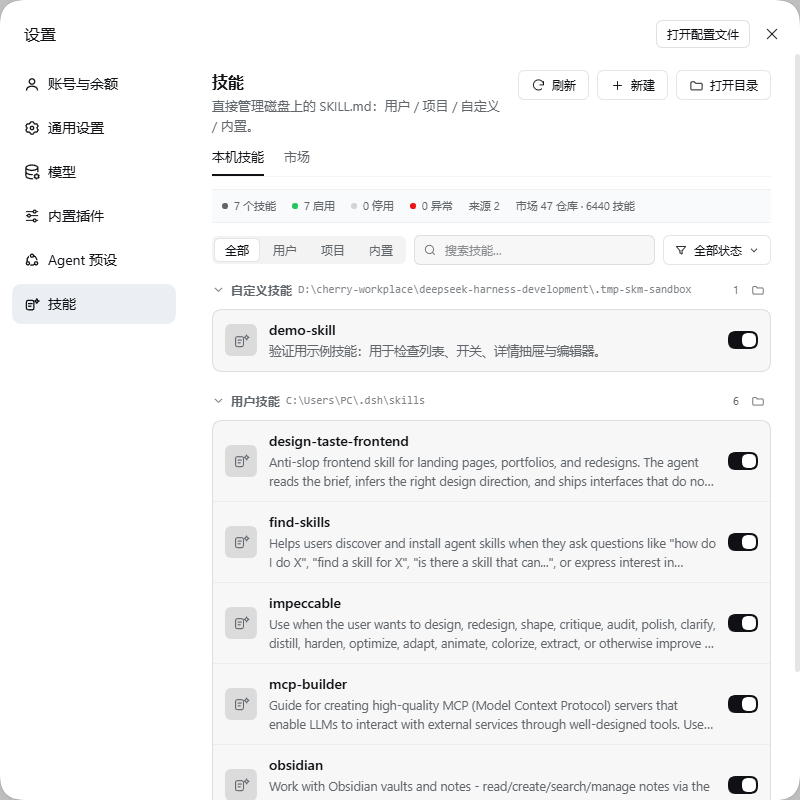 设置
打开配置文件
账号与余额
通用设置
模型
内置插件
Agent 预设
技能
技能
刷新
新建
打开目录
直接管理磁盘上的 SKILL.md：用户 / 项目 / 自定义
/ 内置。
本机技能
市场
7 个技能
7 启用
0 停用
0 异常
来源 2
市场 47 仓库 · 6440 技能
全部
用户
项目
内置
搜索技能...
全部状态
自定义技能 D:\cherry-workplace\deepseek-harness-development\.tmp-skm-sandbox
1
demo-skill
验证用示例技能：用于检查列表、开关、详情抽屉与编辑器。
用户技能 C:\Users\PC\.dsh\skills
6
design-taste-frontend
Anti-slop frontend skill for landing pages, portfolios, and redesigns. The agent
reads the brief, infers the right design direction, and ships interfaces that do no...
find-skills
Helps users discover and install agent skills when they ask questions like "how do
I do X", "find a skill for X", "is there a skill that can...", or express interest in...
impeccable
Use when the user wants to design, redesign, shape, critique, audit, polish, clarify,
distill, harden, optimize, adapt, animate, colorize, extract, or otherwise improve ...
mcp-builder
Guide for creating high-quality MCP (Model Context Protocol) servers that
enable LLMs to interact with external services through well-designed tools. Use...
obsidian
Work with Obsidian vaults and notes - read/create/search/manage notes via the